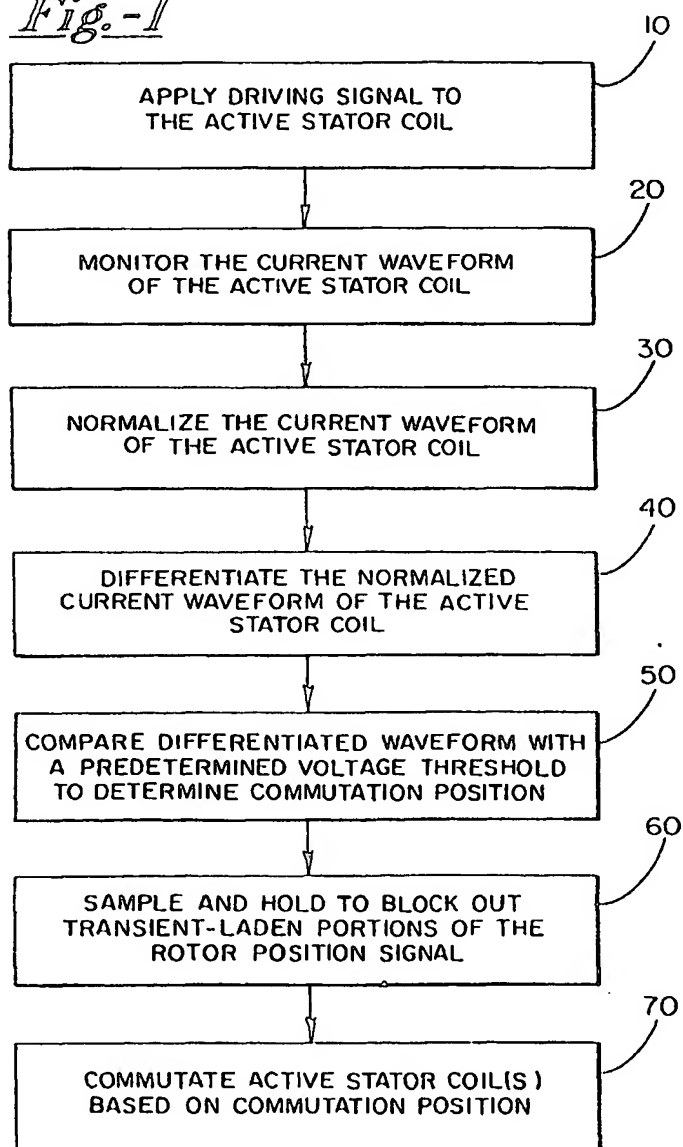 Fig.-1
10
APPLY DRIVING SIGNAL TO
THE ACTIVE STATOR COIL
20
MONITOR THE CURRENT WAVEFORM
OF THE ACTIVE STATOR COIL
30
NORMALIZE THE CURRENT WAVEFORM
OF THE ACTIVE STATOR COIL
40
DIFFERENTIATE THE NORMALIZED
CURRENT WAVEFORM OF THE ACTIVE
STATOR COIL
50
COMPARE DIFFERENTIATED WAVEFORM WITH
A PREDETERMINED VOLTAGE THRESHOLD
TO DETERMINE COMMUTATION POSITION
60
SAMPLE AND HOLD TO BLOCK OUT
TRANSIENT-LADEN PORTIONS OF THE
ROTOR POSITION SIGNAL
70
COMMUTATE ACTIVE STATOR COIL(S)
BASED ON COMMUTATION POSITION